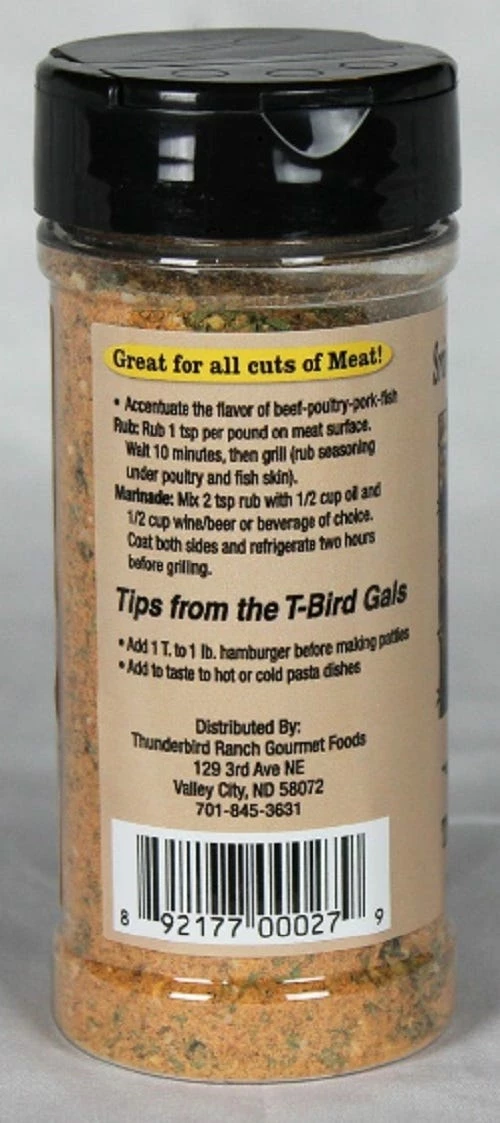 Great for all cuts of Meat!
• Accentuate the flavor of beef-poultry-pork-fish
Rub: Rub 1 tsp per pound on meat surface.
Wait 10 minutes, then grill (rub seasoning
under poultry and fish skin).
Marinade: Mix 2 tsp rub with 1/2 cup oil and
1/2 cup wine/beer or beverage of choice.
Coat both sides and refrigerate two hours
before grilling.
Tips from the T-Bird Gals
• Add 1 T. to 1 lb. hamburger before making patties
• Add to taste to hot or cold pasta dishes
Distributed By:
Thunderbird Ranch Gourmet Foods
129 3rd Ave NE
Valley City, ND 58072
701-845-3631
8 92177 00027 9